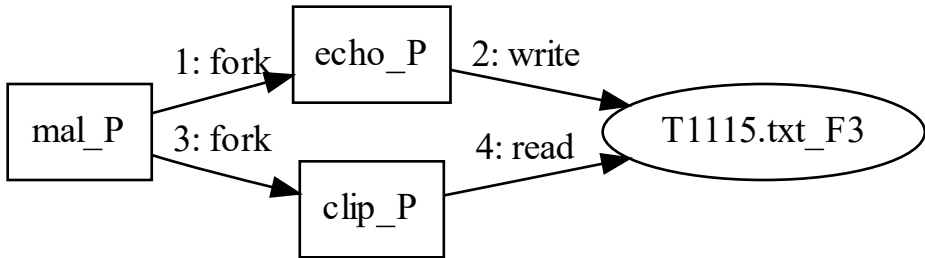 1: fork
echo_P
2: write
mal_P
T1115.txt_F3
3: fork
4: read
clip_P